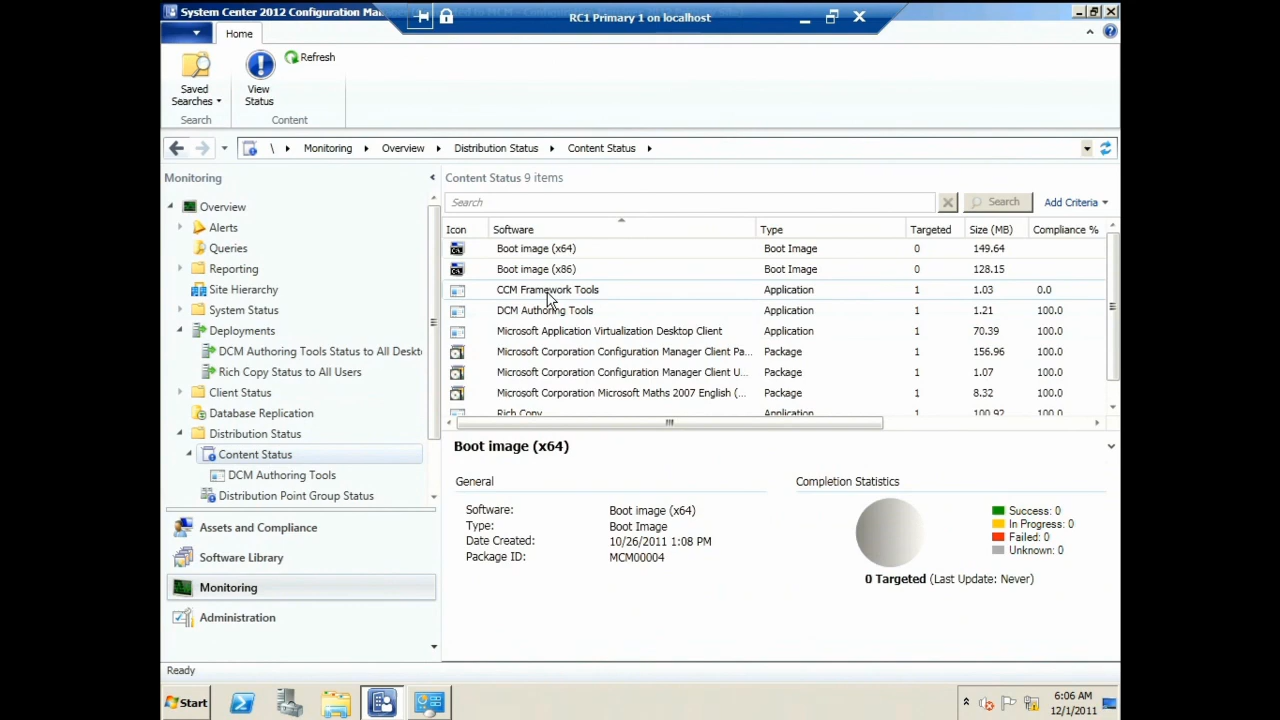 System Center 2012 Configuration Ma
RC1 Primary 1 on localhost
Home
Saved Searches
View Status
Refresh
Search
Content
\ Monitoring Overview Distribution Status Content Status
Monitoring
Overview
Alerts
Queries
Reporting
Site Hierarchy
System Status
Deployments
DCM Authoring Tools Status to All Deskt
Rich Copy Status to All Users
Client Status
Database Replication
Distribution Status
Content Status
DCM Authoring Tools
Distribution Point Group Status
Assets and Compliance
Software Library
Monitoring
Administration
Content Status 9 items
Search
Search
Add Criteria
Icon Software Type Targeted Size (MB) Compliance %
Boot image (x64) Boot Image 0 149.64
Boot image (x86) Boot Image 0 128.15
CCM Framework Tools Application 1 1.03 0.0
DCM Authoring Tools Application 1 1.21 100.0
Microsoft Application Virtualization Desktop Client Application 1 70.39 100.0
Microsoft Corporation Configuration Manager Client Pa... Package 1 156.96 100.0
Microsoft Corporation Configuration Manager Client U... Package 1 1.07 100.0
Microsoft Corporation Microsoft Maths 2007 English (... Package 1 8.32 100.0
Rich Copy Application 1 100.92 100.0
Boot image (x64)
General
Software: Boot image (x64)
Type: Boot Image
Date Created: 10/26/2011 1:08 PM
Package ID: MCM00004
Completion Statistics
Success: 0
In Progress: 0
Failed: 0
Unknown: 0
0 Targeted (Last Update: Never)
Ready
Start
6:06 AM
12/1/2011